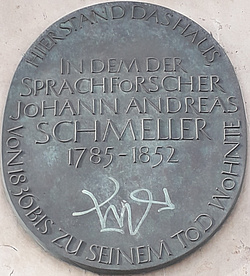 HIER STAND DAS HAUS
IN DEM DER
SPRACHFORSCHER
JOHANN ANDREAS
SCHMELLER
1785-1852
VON 1830 BIS ZU SEINEM TOD WOHNTE